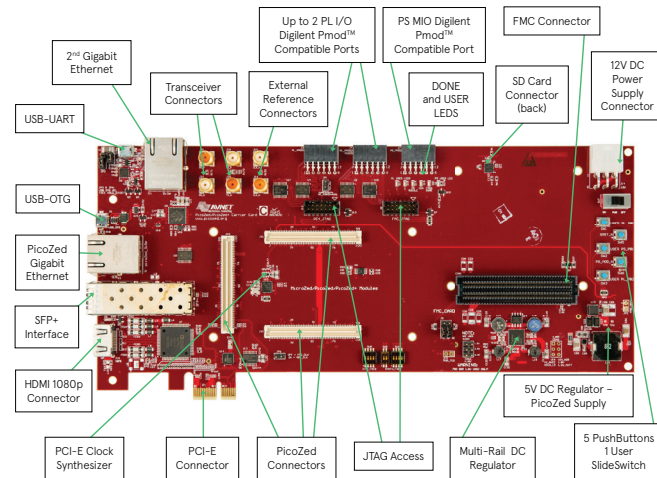 Up to 2 PL I/O
Digilent Pmod™
Compatible Ports
PS MIO Digilent
Pmod™
Compatible Port
FMC Connector
2nd Gigabit
Ethernet
Transceiver
Connectors
External
Reference
Connectors
DONE
and USER
LEDS
SD Card
Connector
(back)
12V DC
Power
Supply
Connector
USB-UART
USB-OTG
PicoZed
Gigabit
Ethernet
SFP+
Interface
HDMI 1080p
Connector
AVNET
MicroZed/PicoZed/PicoZed+ Modules
5V DC Regulator –
PicoZed Supply
PCI-E Clock
Synthesizer
PCI-E
Connector
PicoZed
Connectors
JTAG Access
Multi-Rail DC
Regulator
5 PushButtons
1 User
SlideSwitch